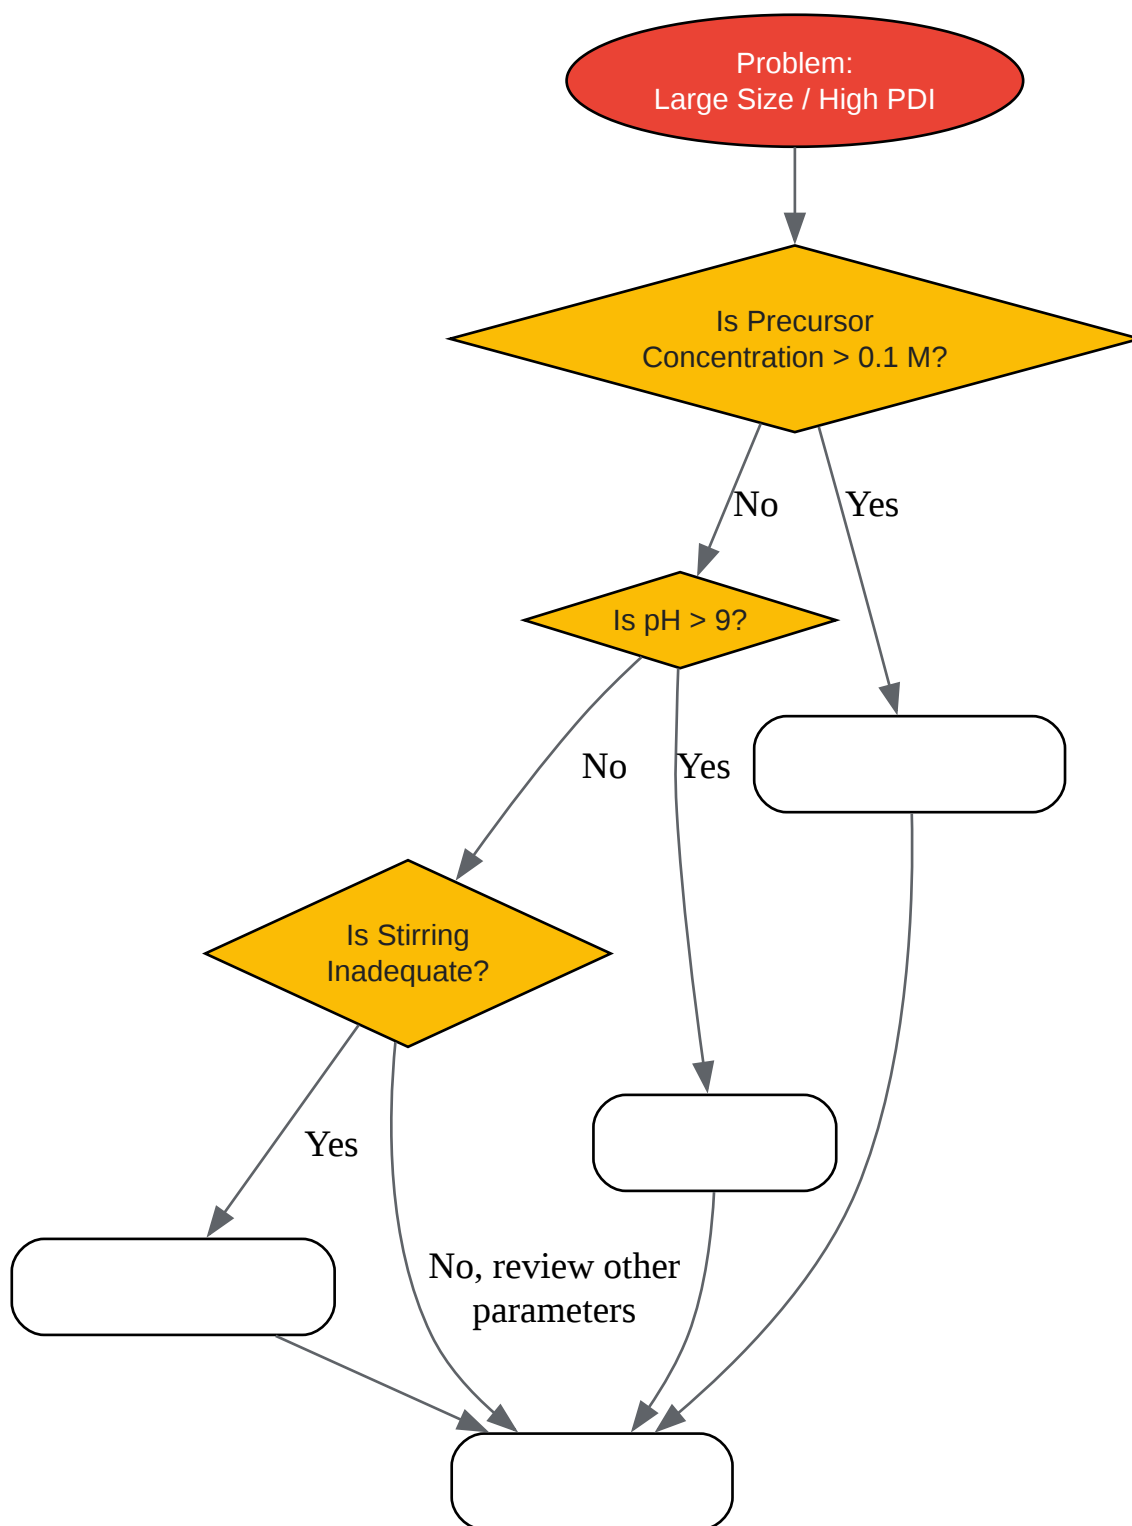 Problem:
Large Size / High PDI
Is Precursor
Concentration > 0.1 M?
No
Yes
Is pH > 9?
No
Yes
Is Stirring
Inadequate?
Yes
No, review other
parameters